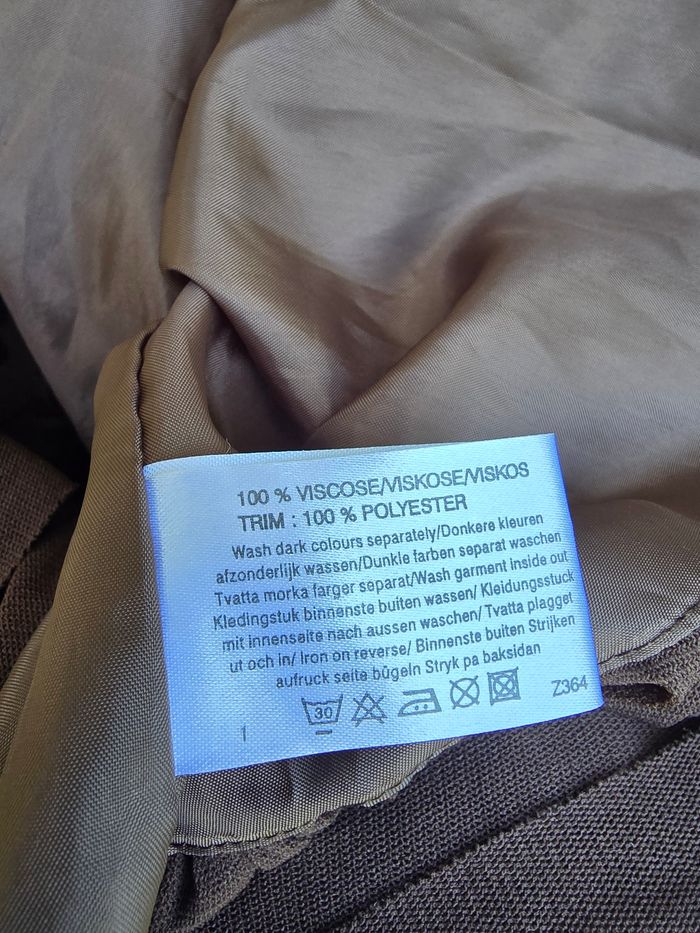 100 % VISCOSE/VISKOSE/VISKOS
TRIM : 100 % POLYESTER
Wash dark colours separately/Donkere kleuren
afzonderlijk wassen/Dunkle farben separat waschen
Tvatta morka farger separat/Wash garment inside out
Kledingstuk binnenste buiten wassen/ Kleidungsstuck
mit innenseite nach aussen waschen/ Tvatta plagget
ut och in/ Iron on reverse/ Binnenste buiten Strijken
aufruck seite bügeln Stryk pa baksidan
30
1
Z364